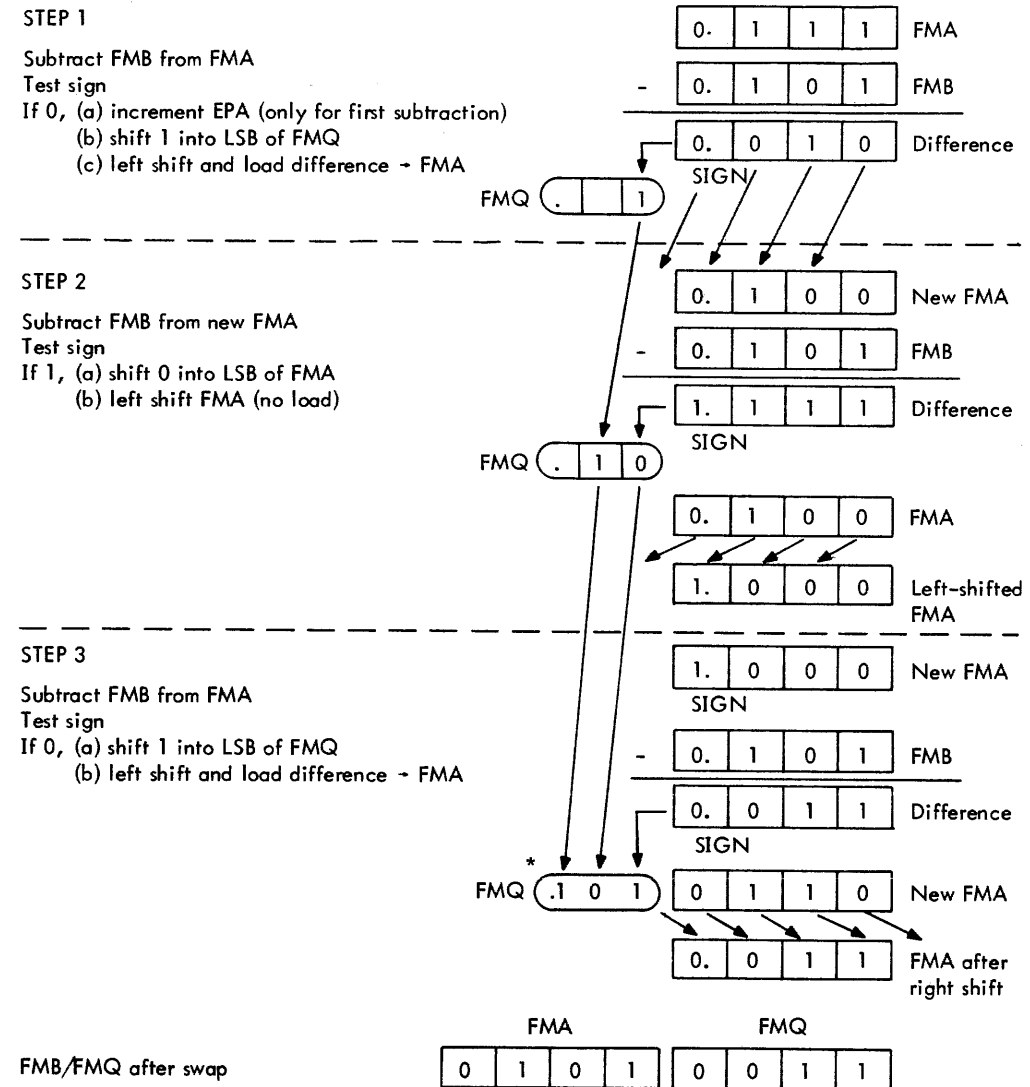 STEP 1
Subtract FMB from FMA
Test sign
If 0, (a) increment EPA (only for first subtraction)
(b) shift 1 into LSB of FMQ
(c) left shift and load difference → FMA
0. 1 1 1 FMA
- 0. 1 0 1 FMB
0. 0 1 0 Difference
SIGN
FMQ . 1
STEP 2
Subtract FMB from new FMA
Test sign
If 1, (a) shift 0 into LSB of FMA
(b) left shift FMA (no load)
0. 1 0 0 New FMA
- 0. 1 0 1 FMB
1. 1 1 1 Difference
SIGN
FMQ . 1 0
0. 1 0 0 FMA
1. 0 0 0 Left-shifted
FMA
STEP 3
Subtract FMB from FMA
Test sign
If 0, (a) shift 1 into LSB of FMQ
(b) left shift and load difference → FMA
1. 0 0 0 New FMA
SIGN
- 0. 1 0 1 FMB
0. 0 1 1 Difference
SIGN
*
FMQ .1 0 1 0 1 1 0 New FMA
0. 0 1 1 FMA after
right shift
FMA FMQ
FMB/FMQ after swap 0 1 0 1 0 0 1 1